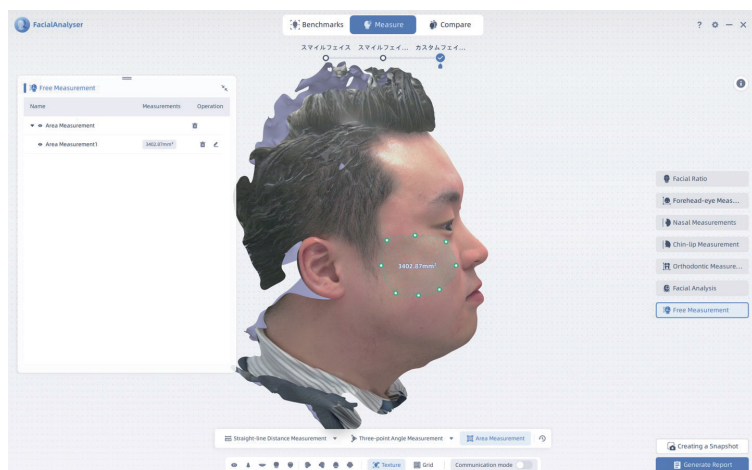 FacialAnalyser
Benchmarks
Measure
Compare
スマイルフェイス
スマイルフェイ...
カスタムフェイ...
Free Measurement
Name Measurements Operation
Area Measurement
Area Measurement1 3402.87mm²
3402.87mm²
Facial Ratio
Forehead-eye Meas...
Nasal Measurements
Chin-lip Measurement
Orthodontic Measure...
Facial Analysis
Free Measurement
Straight-line Distance Measurement
Three-point Angle Measurement
Area Measurement
Creating a Snapshot
Texture
Grid
Communication mode
Generate Report